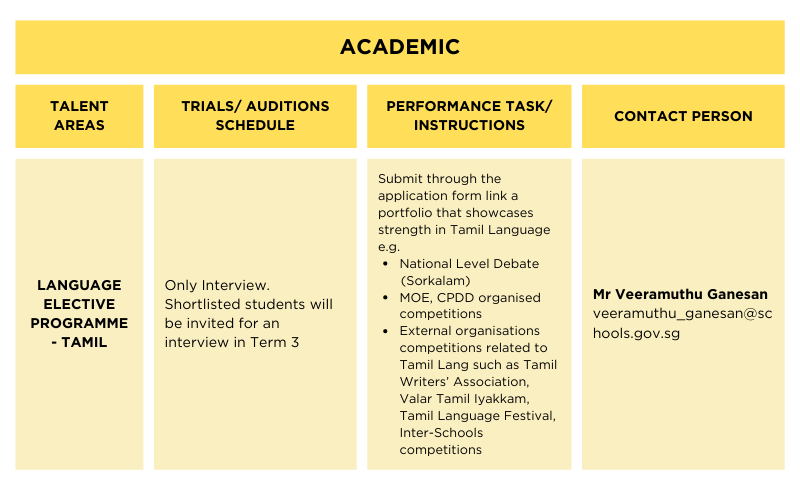 ACADEMIC
TALENT
AREAS
TRIALS/ AUDITIONS
SCHEDULE
PERFORMANCE TASK/
INSTRUCTIONS
CONTACT PERSON
LANGUAGE
ELECTIVE
PROGRAMME
- TAMIL
Only Interview.
Shortlisted students will
be invited for an
interview in Term 3
Submit through the
application form link a
portfolio that showcases
strength in Tamil Language
e.g.
• National Level Debate
(Sorkalam)
• MOE, CPDD organised
competitions
• External organisations
competitions related to
Tamil Lang such as Tamil
Writers’ Association,
Valar Tamil Iyakkam,
Tamil Language Festival,
Inter-Schools
competitions
Mr Veeramuthu Ganesan
veeramuthu_ganesan@sc
hools.gov.sg